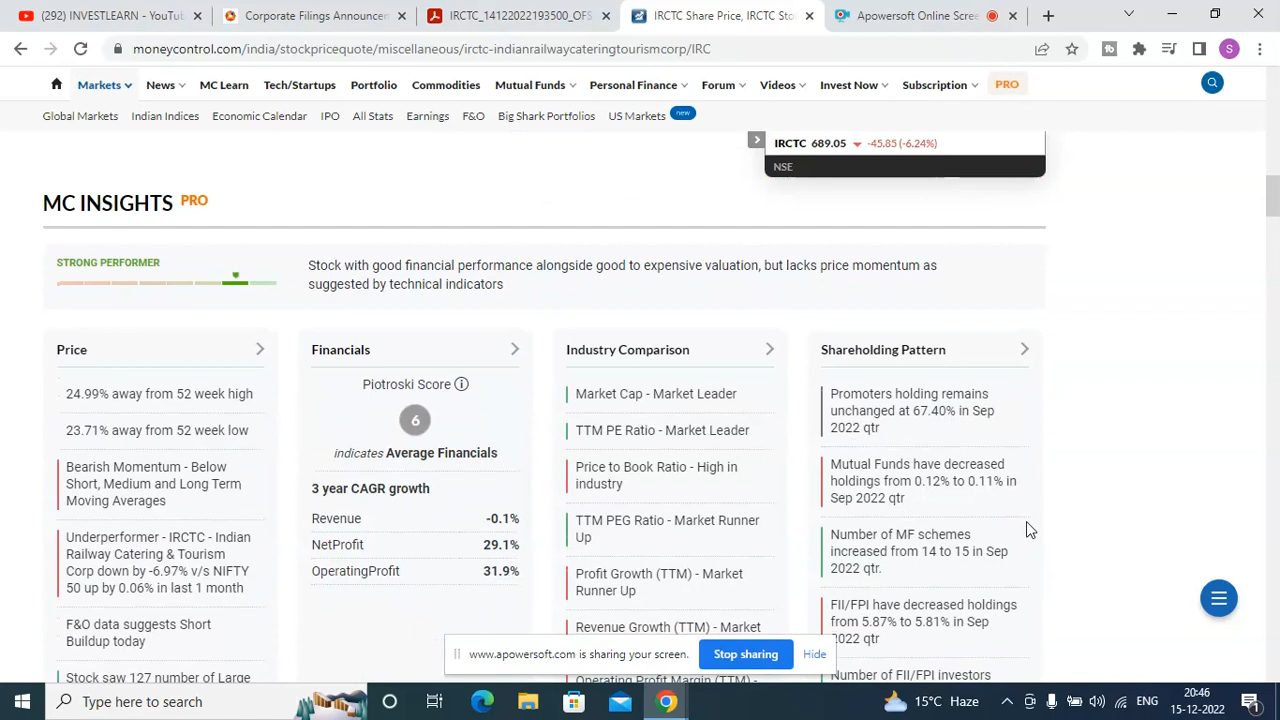 (292) INVESTLEARN - YouTube
Corporate Filings Announcen
IRCTC_14122022193500_OFS
IRCTC Share Price, IRCTC Sto
Apowersoft Online Scree
moneycontrol.com/india/stockpricequote/miscellaneous/irctc-indianrailwaycateringtourismcorp/IRC
S
Markets News MC Learn Tech/Startups Portfolio Commodities Mutual Funds Personal Finance Forum Videos Invest Now Subscription PRO
Global Markets Indian Indices Economic Calendar IPO All Stats Earnings F&O Big Shark Portfolios US Markets new
IRCTC 689.05 -45.85 (-6.24%)
NSE
MC INSIGHTS PRO
STRONG PERFORMER
Stock with good financial performance alongside good to expensive valuation, but lacks price momentum as
suggested by technical indicators
Price
24.99% away from 52 week high
23.71% away from 52 week low
Bearish Momentum - Below
Short, Medium and Long Term
Moving Averages
Underperformer - IRCTC - Indian
Railway Catering & Tourism
Corp down by -6.97% v/s NIFTY
50 up by 0.06% in last 1 month
F&O data suggests Short
Buildup today
Stock saw 127 number of Large
Financials
Piotroski Score
6
indicates Average Financials
3 year CAGR growth
Revenue -0.1%
NetProfit 29.1%
OperatingProfit 31.9%
Industry Comparison
Market Cap - Market Leader
TTM PE Ratio - Market Leader
Price to Book Ratio - High in
industry
TTM PEG Ratio - Market Runner
Up
Profit Growth (TTM) - Market
Runner Up
Revenue Growth (TTM) - Market
Operating Profit Margin (TTM) -
Shareholding Pattern
Promoters holding remains
unchanged at 67.40% in Sep
2022 qtr
Mutual Funds have decreased
holdings from 0.12% to 0.11% in
Sep 2022 qtr
Number of MF schemes
increased from 14 to 15 in Sep
2022 qtr.
FII/FPI have decreased holdings
from 5.87% to 5.81% in Sep
2022 qtr
Number of FII/FPI investors
www.apowersoft.com is sharing your screen. Stop sharing Hide
Type here to search
15°C Haze
ENG
20:46
15-12-2022
1